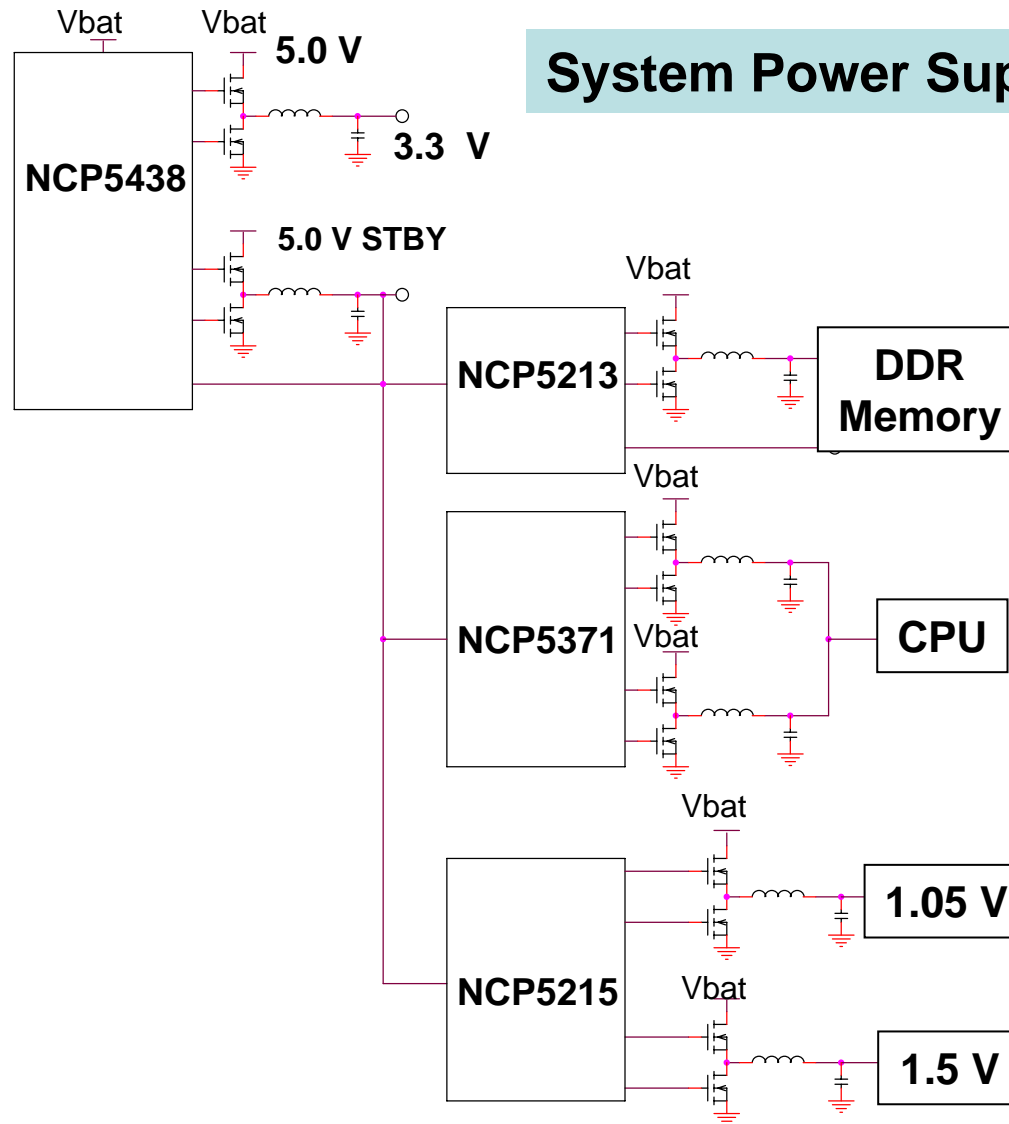 Vbat
Vbat
5.0 V
System Power Sup
3.3 V
NCP5438
5.0 V STBY
Vbat
NCP5213
DDR
Memory
Vbat
NCP5371
Vbat
CPU
Vbat
1.05 V
NCP5215
Vbat
1.5 V